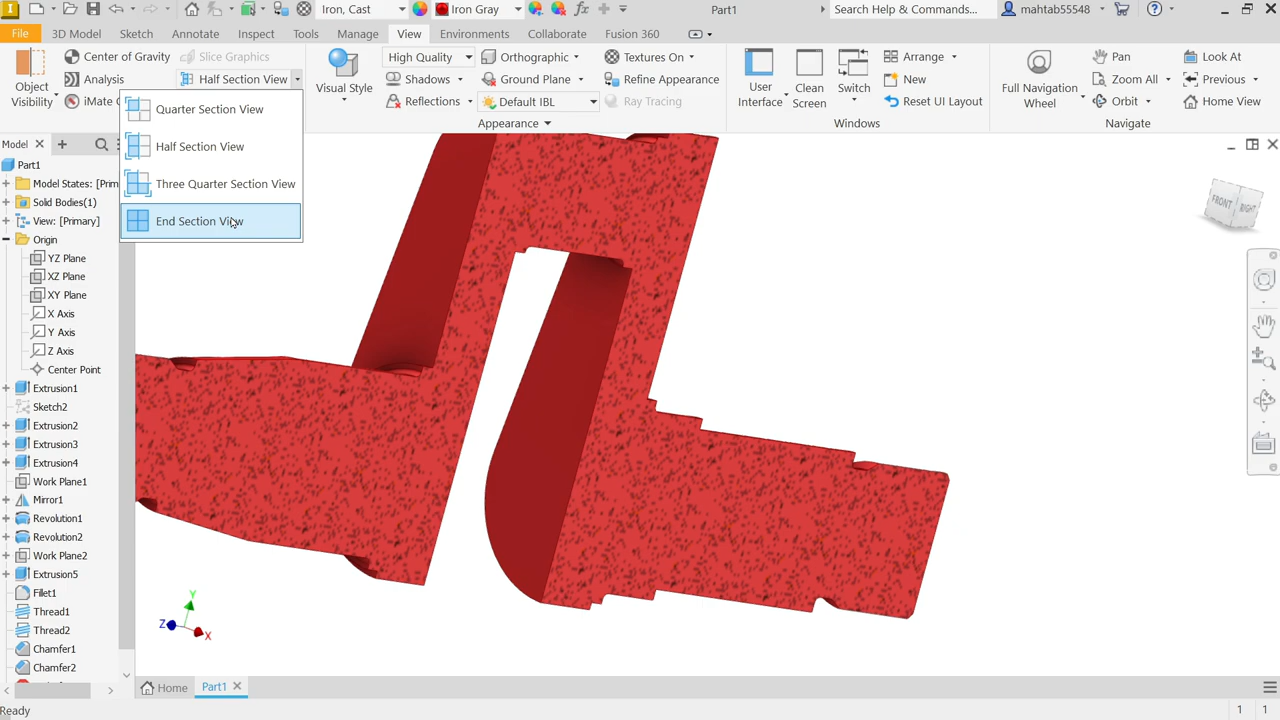 Iron, Cast
Iron Gray
Part1
Search Help & Commands...
mahtab55548
File
3D Model
Sketch
Annotate
Inspect
Tools
Manage
View
Environments
Collaborate
Fusion 360
Object
Visibility
Center of Gravity
Analysis
iMate
Slice Graphics
Half Section View
Quarter Section View
Half Section View
Three Quarter Section View
End Section View
Visual Style
High Quality
Shadows
Reflections
Orthographic
Ground Plane
Default IBL
Textures On
Refine Appearance
Ray Tracing
Appearance
User
Interface
Clean
Screen
Switch
Arrange
New
Reset UI Layout
Windows
Full Navigation
Wheel
Pan
Zoom All
Orbit
Look At
Previous
Home View
Navigate
Model
Part1
Model States: [Prim
Solid Bodies(1)
View: [Primary]
Origin
YZ Plane
XZ Plane
XY Plane
X Axis
Y Axis
Z Axis
Center Point
Extrusion1
Sketch2
Extrusion2
Extrusion3
Extrusion4
Work Plane1
Mirror1
Revolution1
Revolution2
Work Plane2
Extrusion5
Fillet1
Thread1
Thread2
Chamfer1
Chamfer2
FRONT
RIGHT
Y
Z
X
Home
Part1
Ready
1
1